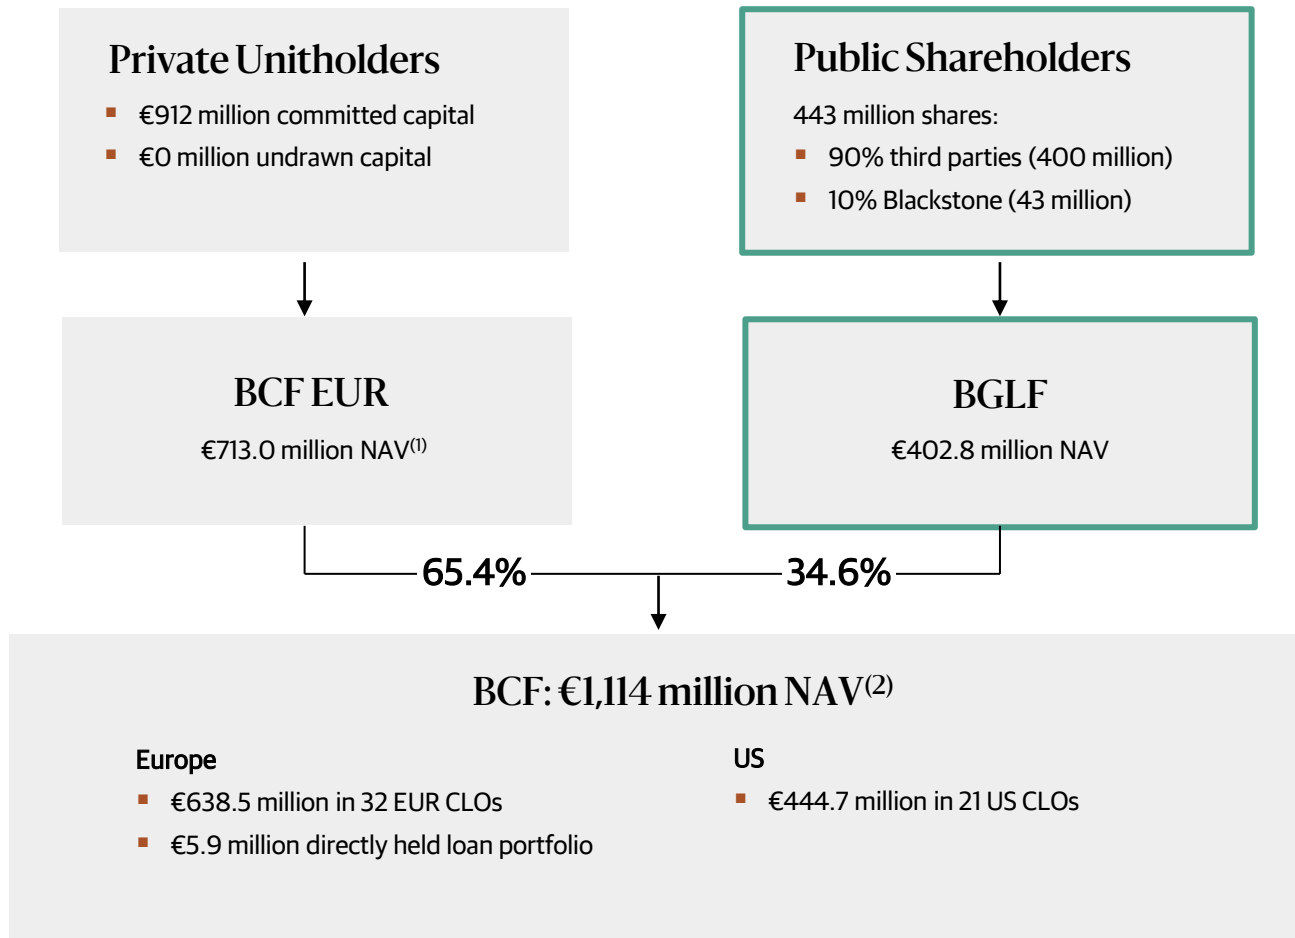 Private Unitholders
▪ €912 million committed capital
▪ €0 million undrawn capital
Public Shareholders
443 million shares:
▪ 90% third parties (400 million)
▪ 10% Blackstone (43 million)
BCF EUR
€713.0 million NAV(1)
BGLF
€402.8 million NAV
65.4%
34.6%
BCF: €1,114 million NAV(2)
Europe
▪ €638.5 million in 32 EUR CLOs
▪ €5.9 million directly held loan portfolio
US
▪ €444.7 million in 21 US CLOs